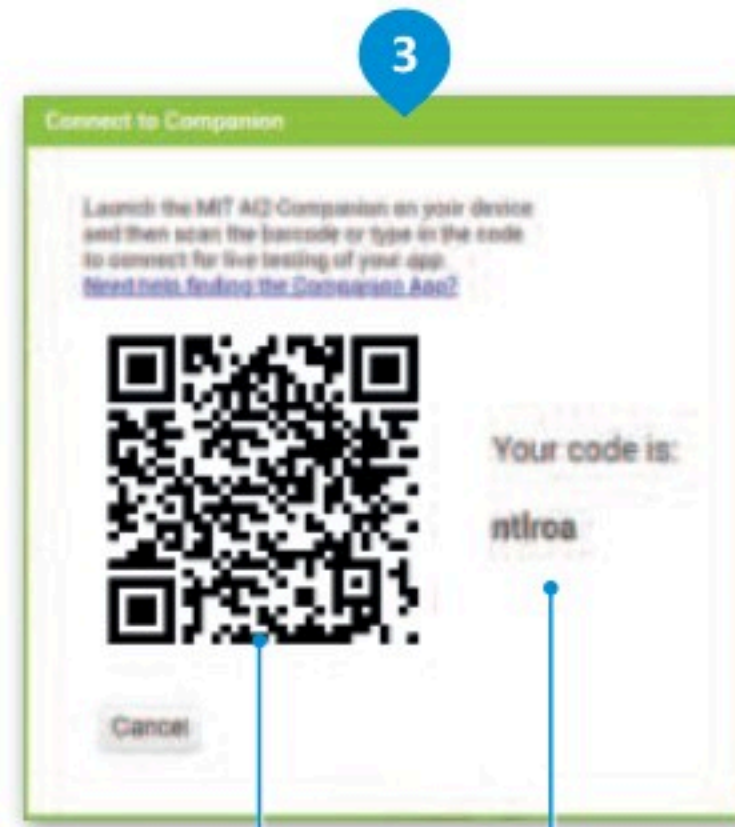 3
Connect to Companion
Launch the MIT AI2 Companion on your device
and then scan the barcode or type in the code
to connect for live testing of your app.
Need help finding the Companion App?
Your code is:
ntlroa
Cancel